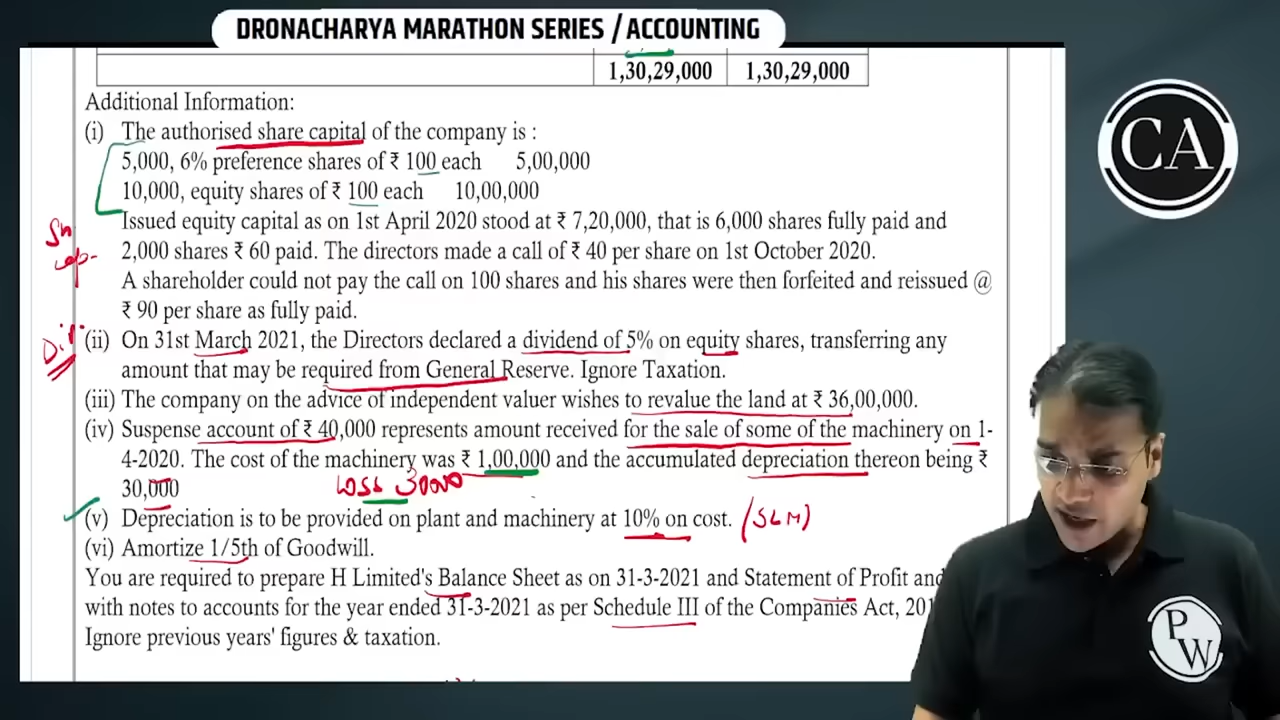 DRONACHARYA MARATHON SERIES / ACCOUNTING
1,30,29,000 1,30,29,000
Additional Information:
(i) The authorised share capital of the company is :
5,000, 6% preference shares of ₹ 100 each 5,00,000
10,000, equity shares of ₹ 100 each 10,00,000
Issued equity capital as on 1st April 2020 stood at ₹ 7,20,000, that is 6,000 shares fully paid and
2,000 shares ₹ 60 paid. The directors made a call of ₹ 40 per share on 1st October 2020.
A shareholder could not pay the call on 100 shares and his shares were then forfeited and reissued @
₹ 90 per share as fully paid.
(ii) On 31st March 2021, the Directors declared a dividend of 5% on equity shares, transferring any
amount that may be required from General Reserve. Ignore Taxation.
(iii) The company on the advice of independent valuer wishes to revalue the land at ₹ 36,00,000.
(iv) Suspense account of ₹ 40,000 represents amount received for the sale of some of the machinery on 1-
4-2020. The cost of the machinery was ₹ 1,00,000 and the accumulated depreciation thereon being ₹
30,000 Loss 30000
(v) Depreciation is to be provided on plant and machinery at 10% on cost. (SLM)
(vi) Amortize 1/5th of Goodwill.
You are required to prepare H Limited's Balance Sheet as on 31-3-2021 and Statement of Profit and
with notes to accounts for the year ended 31-3-2021 as per Schedule III of the Companies Act,
Ignore previous years' figures & taxation.
CA
PW